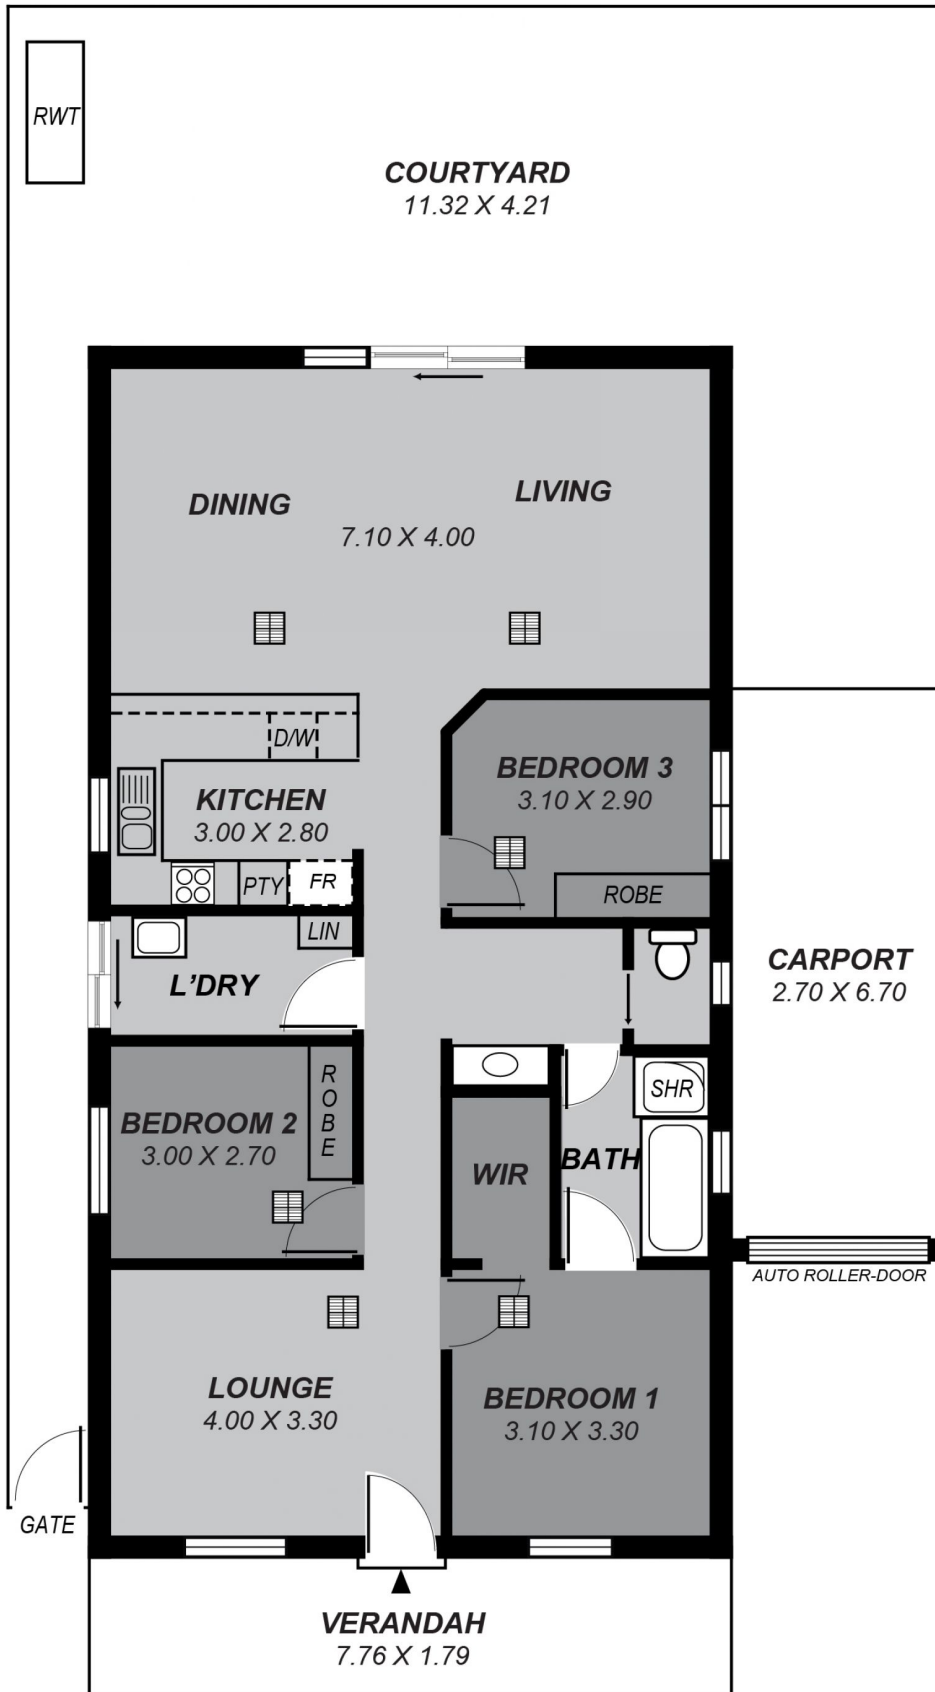 RWT
COURTYARD
11.32 X 4.21
DINING
LIVING
7.10 X 4.00
D/W
KITCHEN
3.00 X 2.80
PTY
FR
BEDROOM 3
3.10 X 2.90
ROBE
LIN
L'DRY
CARPORT
2.70 X 6.70
BEDROOM 2
3.00 X 2.70
R
O
B
E
SHR
WIR
BATH
AUTO ROLLER-DOOR
LOUNGE
4.00 X 3.30
BEDROOM 1
3.10 X 3.30
GATE
VERANDAH
7.76 X 1.79